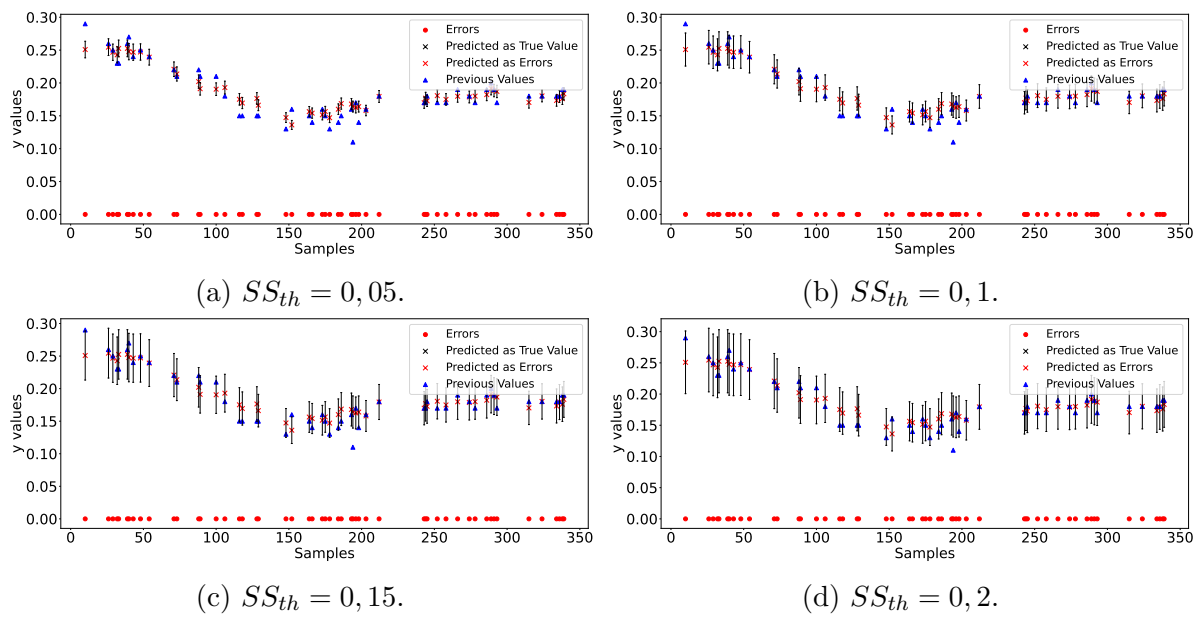 0.30
0.25
0.20
0.15
0.10
0.05
0.00
y values
Errors
Predicted as True Value
Predicted as Errors
Previous Values
0 50 100 150 200 250 300 350
Samples
(a) SS_th = 0, 05.
0.30
0.25
0.20
0.15
0.10
0.05
0.00
y values
Errors
Predicted as True Value
Predicted as Errors
Previous Values
0 50 100 150 200 250 300 350
Samples
(b) SS_th = 0, 1.
0.30
0.25
0.20
0.15
0.10
0.05
0.00
y values
Errors
Predicted as True Value
Predicted as Errors
Previous Values
0 50 100 150 200 250 300 350
Samples
(c) SS_th = 0, 15.
0.30
0.25
0.20
0.15
0.10
0.05
0.00
y values
Errors
Predicted as True Value
Predicted as Errors
Previous Values
0 50 100 150 200 250 300 350
Samples
(d) SS_th = 0, 2.